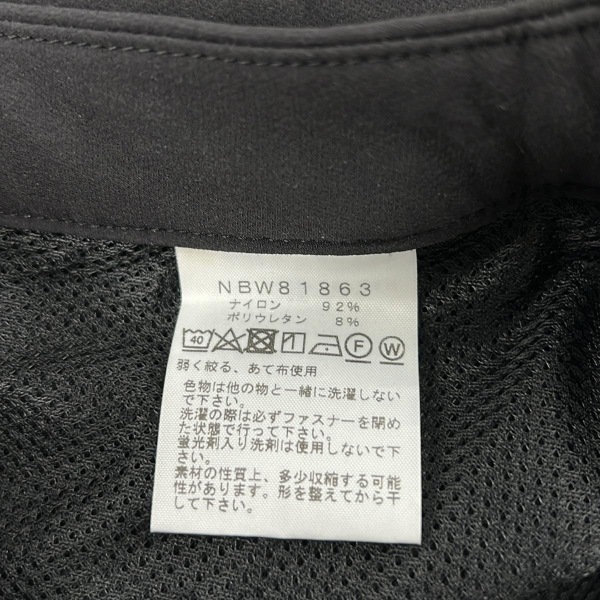 NBW81863
ナイロン 92%
ポリウレタン 8%
40 F W
弱く絞る、あて布使用
色物は他の物と一緒に洗濯しない
で下さい。
洗濯の際は必ずファスナーを閉め
た状態で行って下さい。
蛍光剤入り洗剤は使用しないで下
さい。
素材の性質上、多少収縮する可能
性があります。形を整えてから干
して下さい。